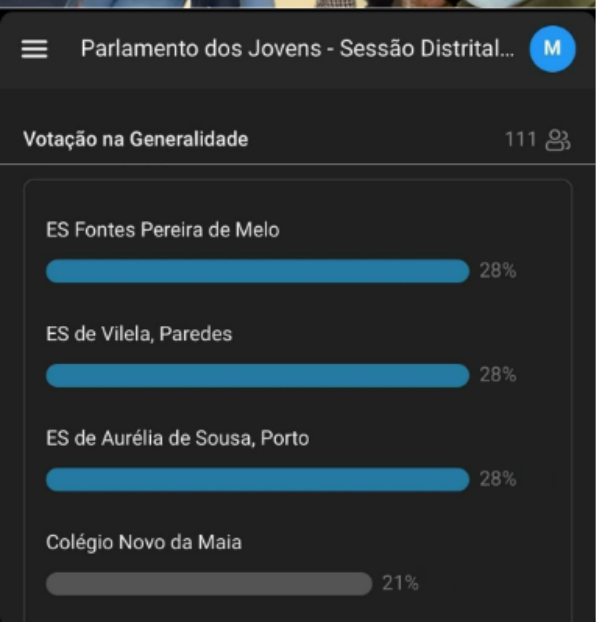 Parlamento dos Jovens - Sessão Distrital...
M
Votação na Generalidade
111
ES Fontes Pereira de Melo
28%
ES de Vilela, Paredes
28%
ES de Aurélia de Sousa, Porto
28%
Colégio Novo da Maia
21%